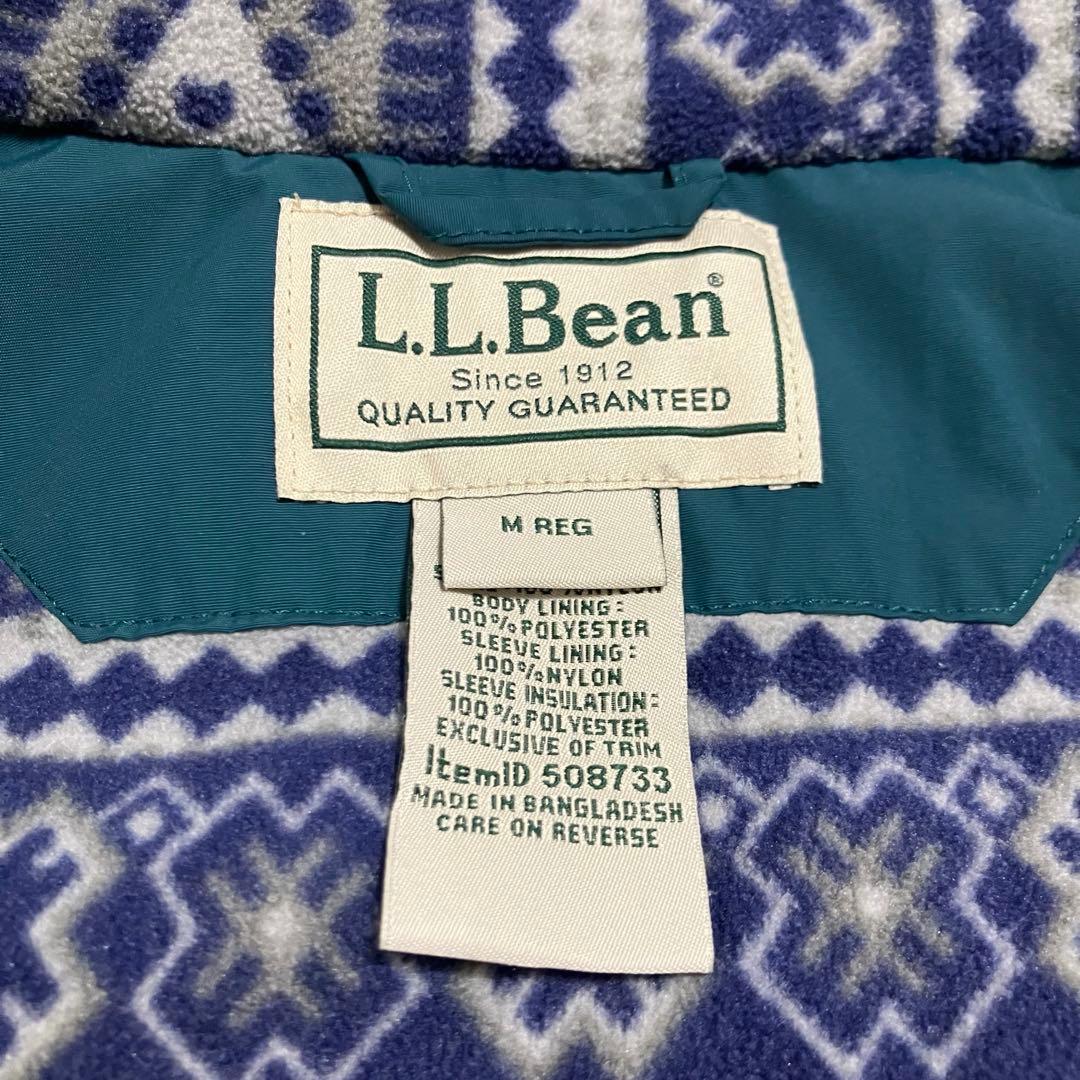 L.L.Bean®
Since 1912
QUALITY GUARANTEED
M REG
BODY LINING:
100% POLYESTER
SLEEVE LINING:
100% NYLON
SLEEVE INSULATION:
100% POLYESTER
EXCLUSIVE OF TRIM
ItemID 508733
MADE IN BANGLADESH
CARE ON REVERSE